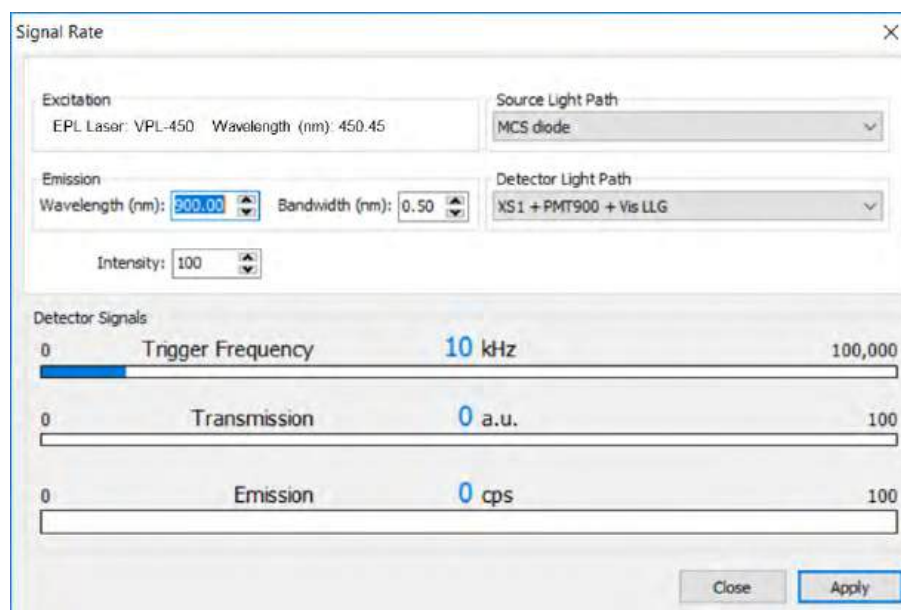 Signal Rate
Excitation
EPL Laser: VPL-450 Wavelength (nm): 450.45
Source Light Path
MCS diode
Emission
Wavelength (nm): 900.00 Bandwidth (nm): 0.50
Detector Light Path
XS1 + PMT900 + Vis LLG
Intensity: 100
Detector Signals
0 Trigger Frequency 10 kHz 100,000
0 Transmission 0 a.u. 100
0 Emission 0 cps 100
Close Apply